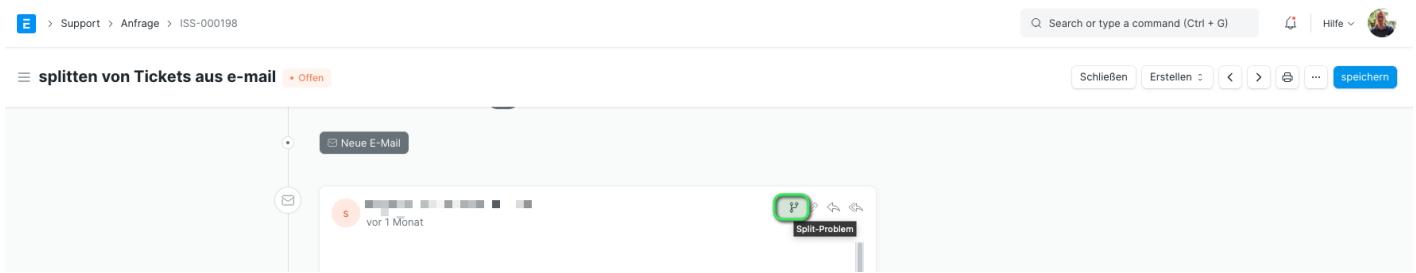 E > Support > Anfrage > ISS-000198
Search or type a command (Ctrl + G)
Hilfe
splitten von Tickets aus e-mail • Offen
Schließen
Erstellen
speichern
Neue E-Mail
S
vor 1 Monat
Split-Problem